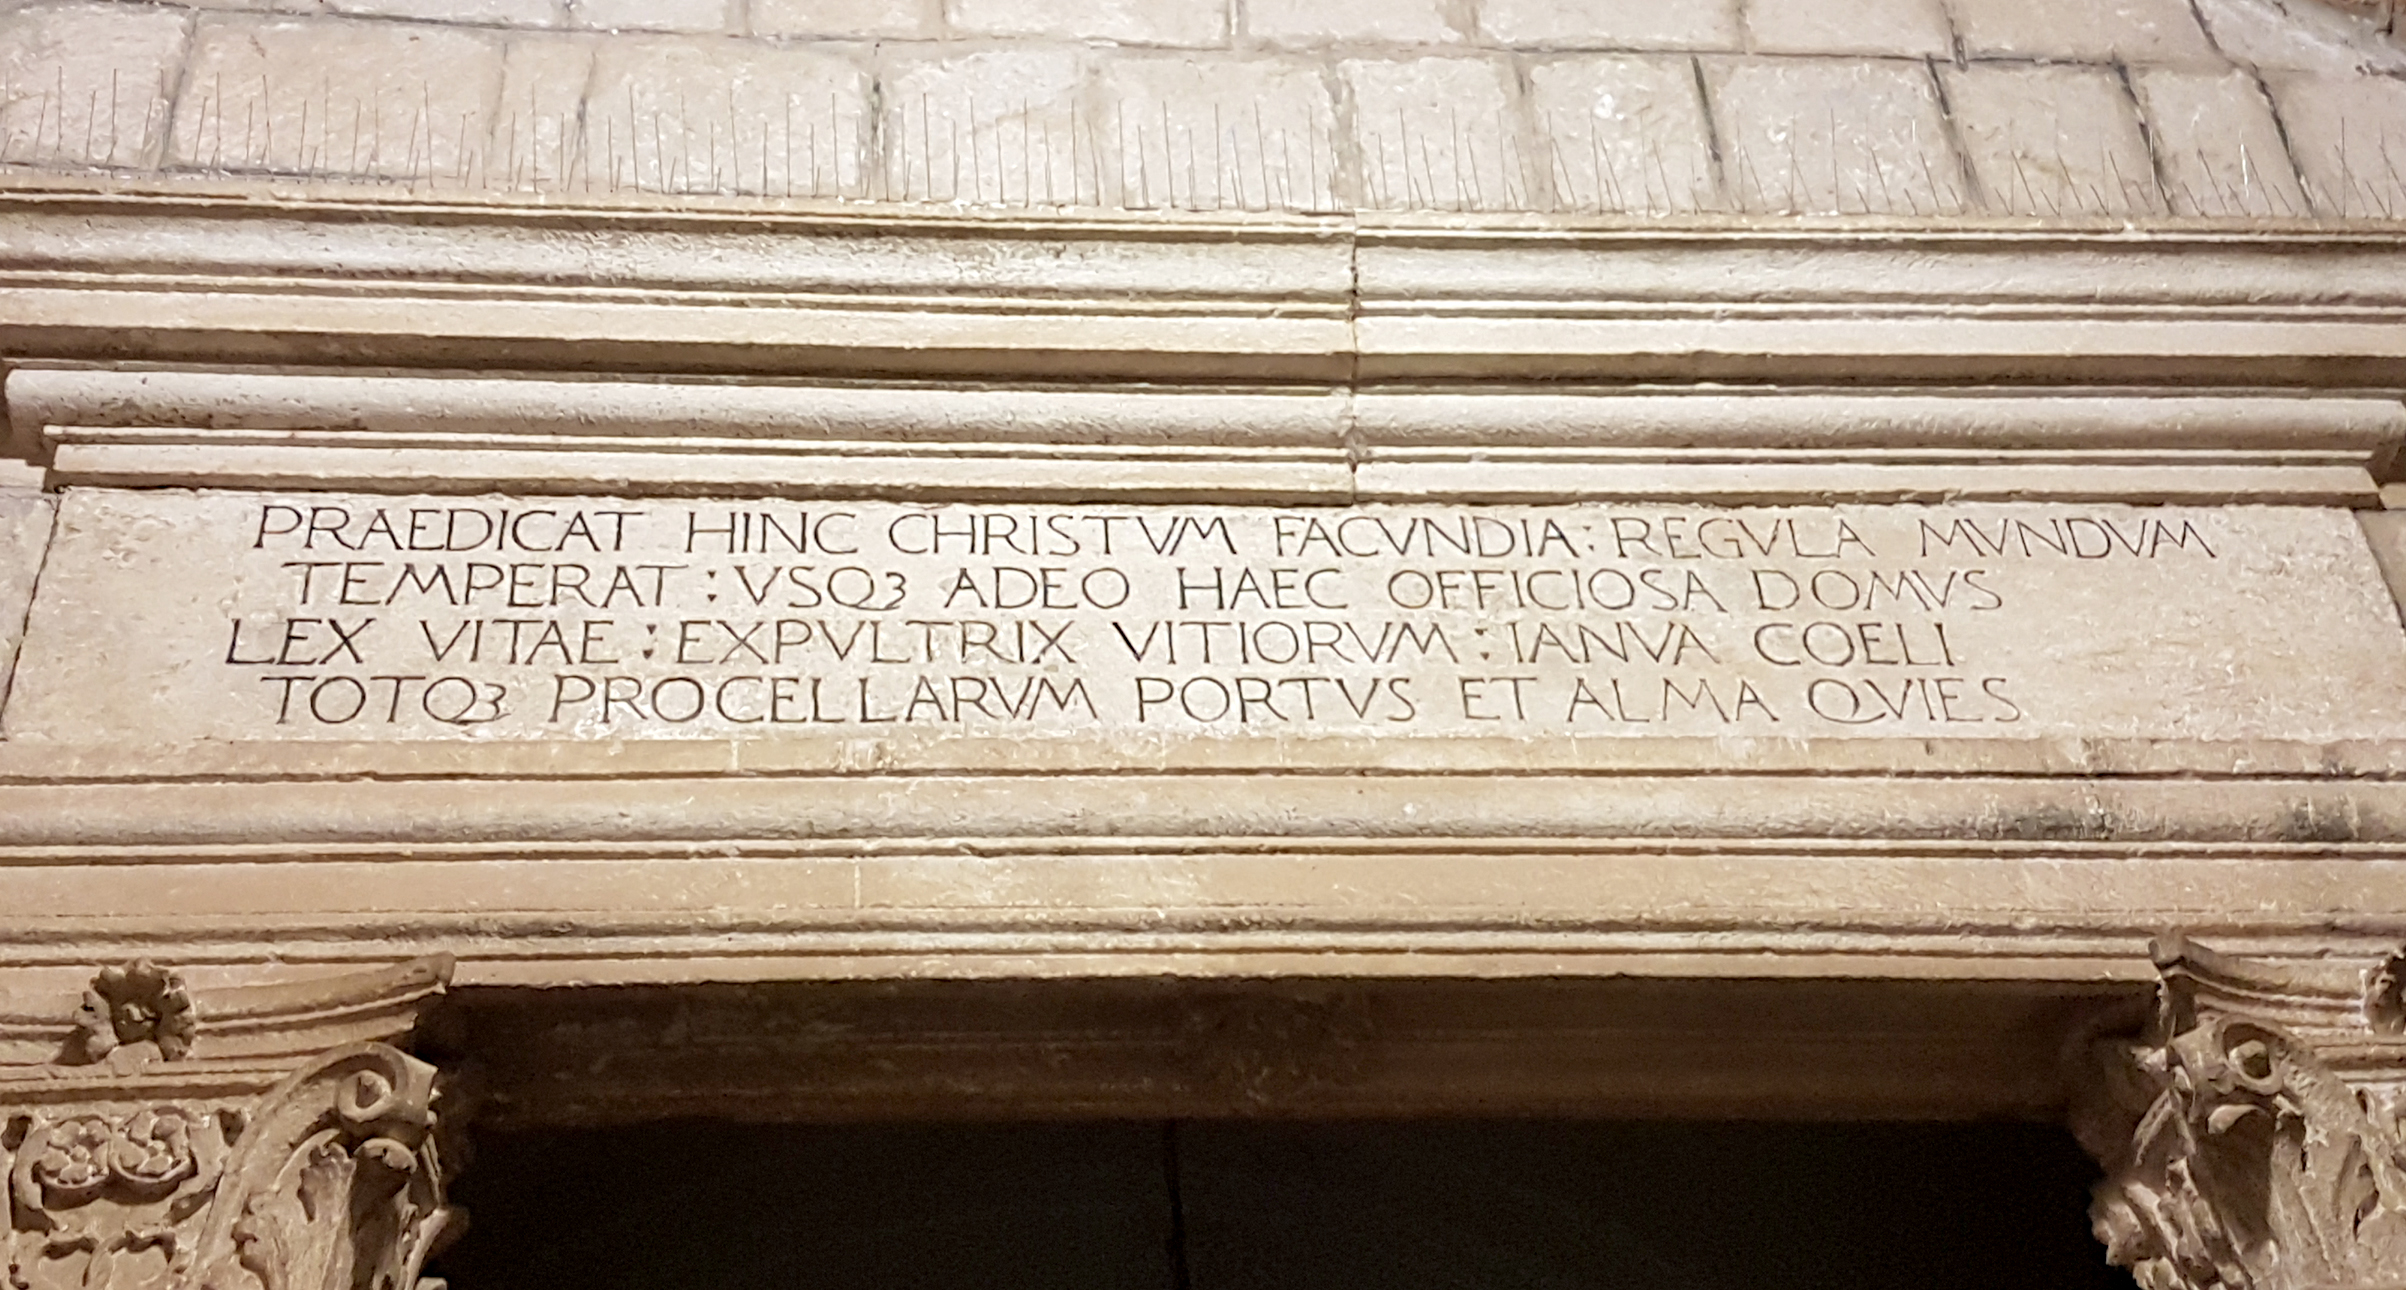 PRAEDICAT HINC CHRISTVM FACVNDIA : REGVLA MVNDVM
TEMPERAT : VSQ3 ADEO HAEC OFFICIOSA DOMVS
LEX VITAE : EXPVLTRIX VITIORVM : IANVA COELI
TOTQ3 PROCELLARVM PORTVS ET ALMA QVIES